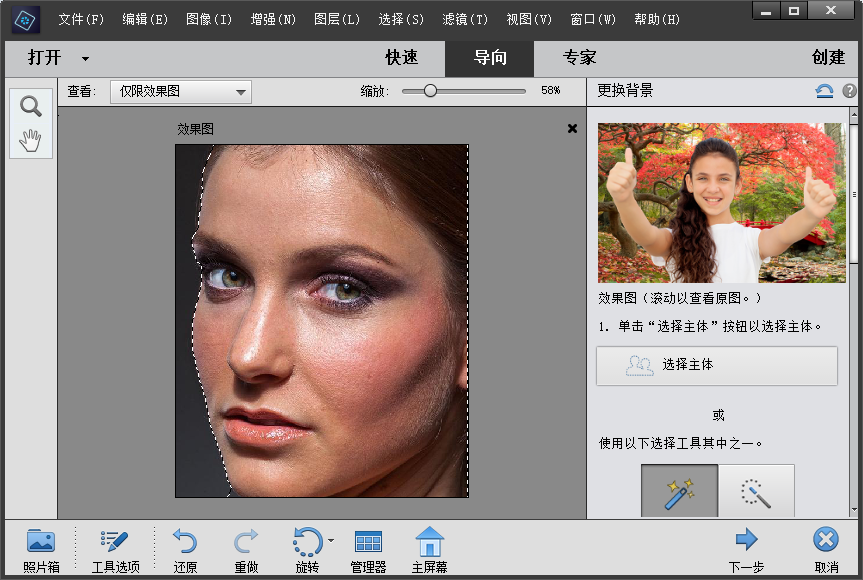 文件(F) 编辑(E) 图像(I) 增强(N) 图层(L) 选择(S) 滤镜(T) 视图(V) 窗口(W) 帮助(H)
打开 快速 导向 专家 创建
查看: 仅限效果图 缩放: 58% 更换背景
效果图
效果图（滚动以查看原图。）
1. 单击“选择主体”按钮以选择主体。
选择主体
或
使用以下选择工具其中之一。
照片箱 工具选项 还原 重做 旋转 管理器 主屏幕 下一步 取消